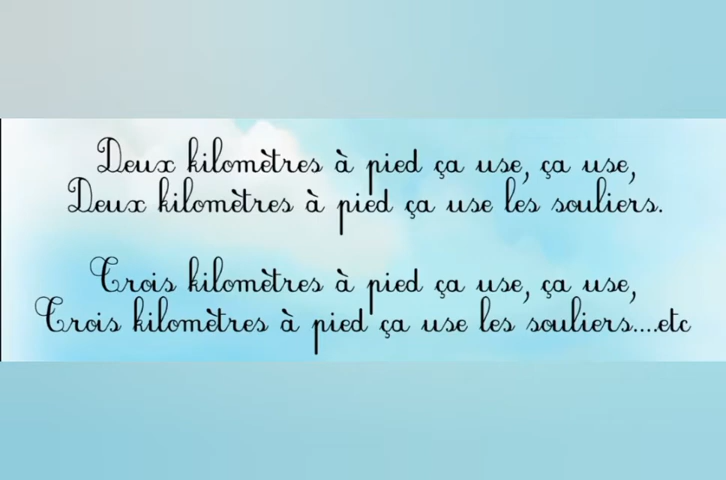 Deux kilomètres à pied ça use, ça use,
Deux kilomètres à pied ça use les souliers.
Trois kilomètres à pied ça use, ça use,
Trois kilomètres à pied ça use les souliers....etc